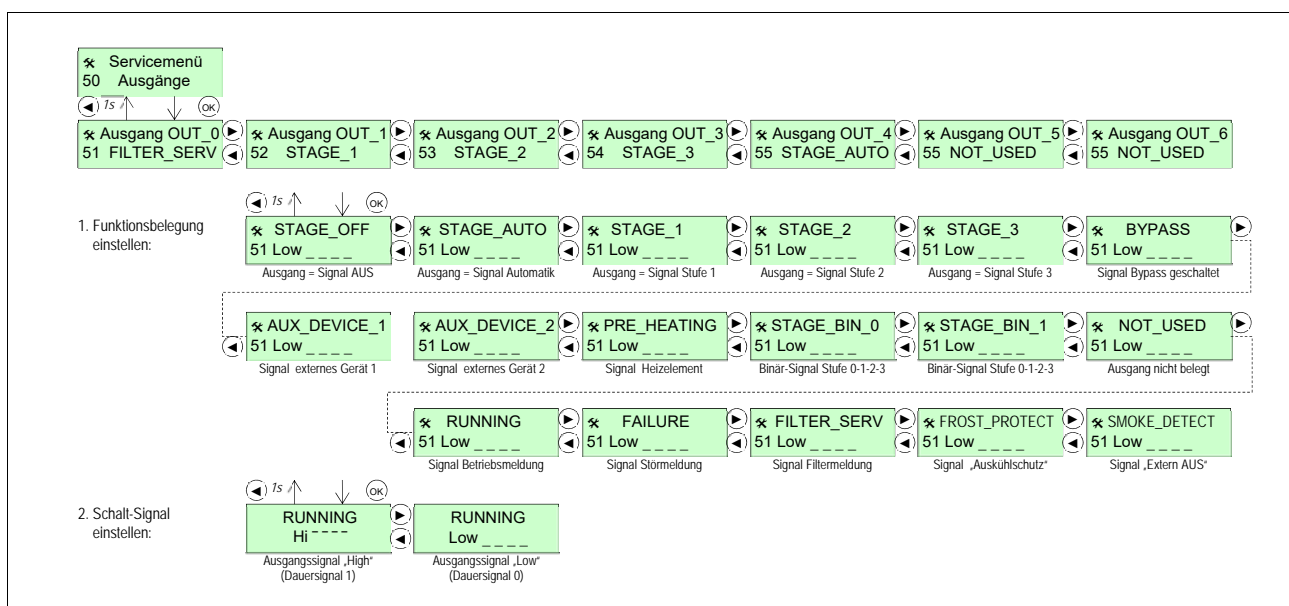 Servicemenü
50 Ausgänge
1s OK
Ausgang OUT_0 Ausgang OUT_1 Ausgang OUT_2 Ausgang OUT_3 Ausgang OUT_4 Ausgang OUT_5 Ausgang OUT_6
51 FILTER_SERV 52 STAGE_1 53 STAGE_2 54 STAGE_3 55 STAGE_AUTO 55 NOT_USED 55 NOT_USED
1s OK
1. Funktionsbelegung
einstellen:
STAGE_OFF STAGE_AUTO STAGE_1 STAGE_2 STAGE_3 BYPASS
51 Low _ _ _ _ 51 Low _ _ _ _ 51 Low _ _ _ _ 51 Low _ _ _ _ 51 Low _ _ _ _ 51 Low _ _ _ _
Ausgang = Signal AUS Ausgang = Signal Automatik Ausgang = Signal Stufe 1 Ausgang = Signal Stufe 2 Ausgang = Signal Stufe 3 Signal Bypass geschaltet
AUX_DEVICE_1 AUX_DEVICE_2 PRE_HEATING STAGE_BIN_0 STAGE_BIN_1 NOT_USED
51 Low _ _ _ _ 51 Low _ _ _ _ 51 Low _ _ _ _ 51 Low _ _ _ _ 51 Low _ _ _ _ 51 Low _ _ _ _
Signal externes Gerät 1 Signal externes Gerät 2 Signal Heizelement Binär-Signal Stufe 0-1-2-3 Binär-Signal Stufe 0-1-2-3 Ausgang nicht belegt
RUNNING FAILURE FILTER_SERV FROST_PROTECT SMOKE_DETECT
51 Low _ _ _ _ 51 Low _ _ _ _ 51 Low _ _ _ _ 51 Low _ _ _ _ 51 Low _ _ _ _
Signal Betriebsmeldung Signal Störmeldung Signal Filtermeldung Signal „Auskühlschutz“ Signal „Extern AUS“
1s OK
2. Schalt-Signal
einstellen:
RUNNING RUNNING
Hi ¯ ¯ ¯ ¯ Low _ _ _ _
Ausgangssignal „High“ Ausgangssignal „Low“
(Dauersignal 1) (Dauersignal 0)